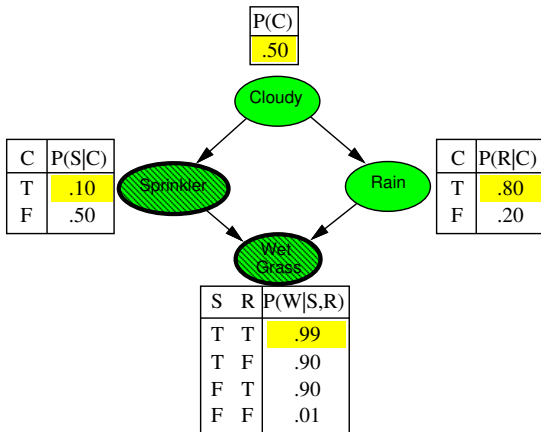 P(C)
.50
Cloudy
C P(S|C)
T .10
F .50
Sprinkler
Rain
C P(R|C)
T .80
F .20
Wet
Grass
S R P(W|S,R)
T T .99
T F .90
F T .90
F F .01